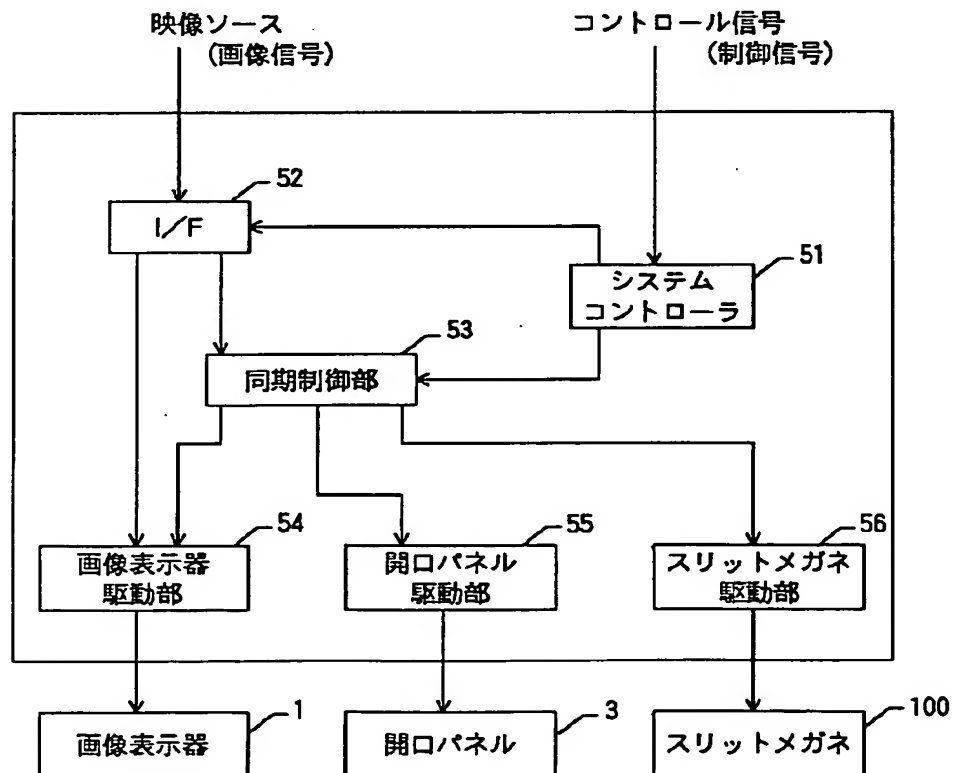 映像ソース
(画像信号)
コントロール信号
(制御信号)
52
I/F
51
システム
コントローラ
53
同期制御部
54
画像表示器
駆動部
55
開口パネル
駆動部
56
スリットメガネ
駆動部
1
画像表示器
3
開口パネル
100
スリットメガネ